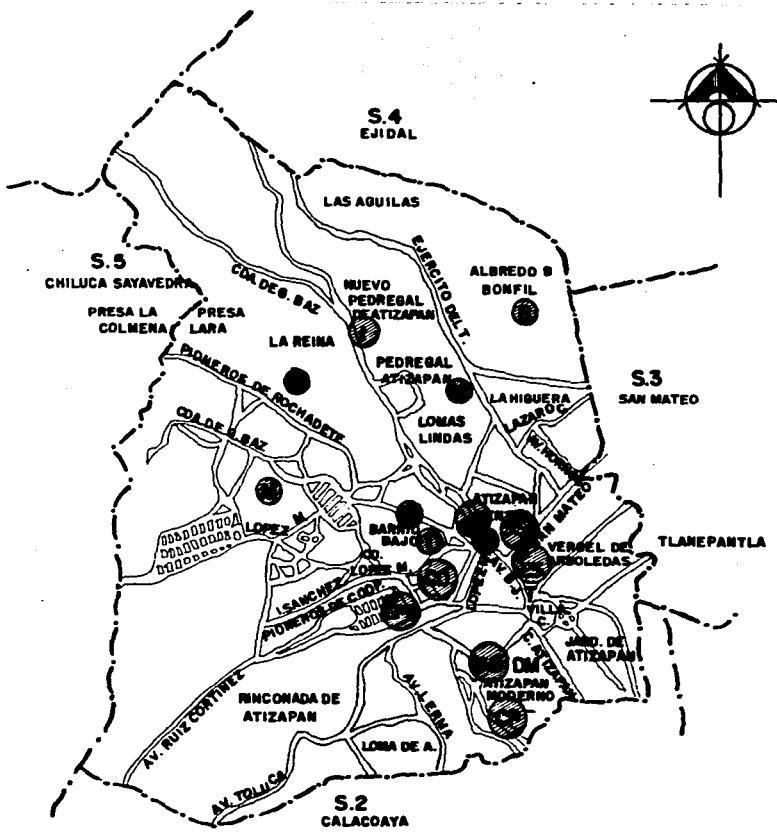 S.4
EJIDAL
LAS AGUILAS
EJERCITO DEL T.
ALBREDO B
BONFIL
S.5
CHILUCA SAYAVEDRA
CDA. DE G. BAZ
NUEVO
PEDREGAL
DEATIZAPAN
PRESA LA
COLMENA
PRESA
LARA
LA REINA
PEDREGAL
ATIZAPAN
S.3
SAN MATEO
PIONEROS DE ROCHADETE
LA HIGUERA
LAZARO C.
LOMAS
LINDAS
CDA. DE G. BAZ
ATIZAPAN
SAN MATEO
LOPEZ M.
BARRIO
BAJO
VERGEL DE
ARBOLEDAS
TLANEPANTLA
CD.
LOPEZ M.
I. SANCHEZ
PIONEROS DE COOP.
VILLA
JARD. DE
ATIZAPAN
DM
ATIZAPAN
MODERNO
AV. RUIZ CORTINEZ
RINCONADA DE
ATIZAPAN
AV. LERMA
LOMA DE A.
AV. TOLUCA
S.2
CALACOAYA